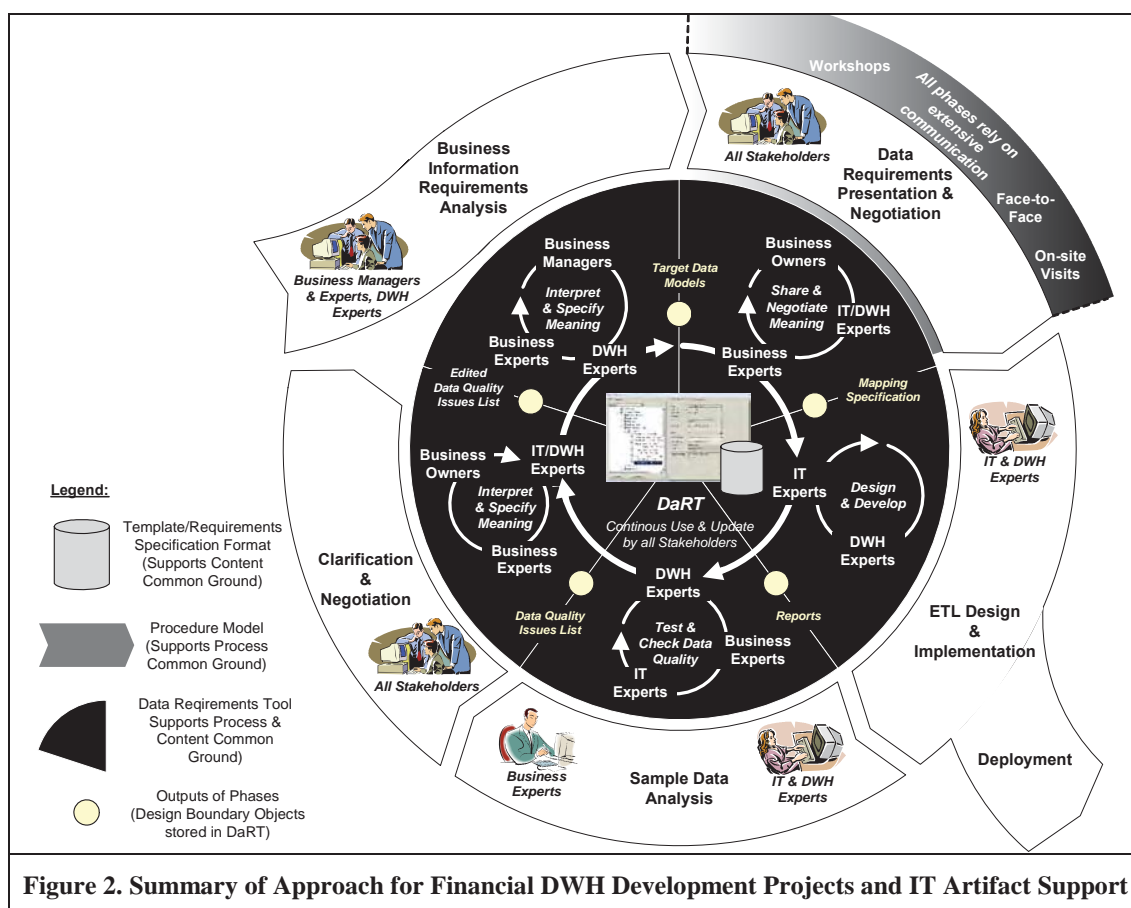 Workshops
All phases rely on
extensive
communication
Face-to-
Face
On-site
Visits
Business
Information
Requirements
Analysis
Business Managers
& Experts, DWH
Experts
All Stakeholders
Data
Requirements
Presentation &
Negotiation
Business
Managers
Interpret
& Specify
Meaning
Business
Experts
DWH
Experts
Target Data
Models
Business
Owners
Share &
Negotiate
Meaning
IT/DWH
Experts
Business
Experts
Edited
Data Quality
Issues List
Mapping
Specification
IT & DWH
Experts
Business
Owners
IT/DWH
Experts
Interpret
& Specify
Meaning
Business
Experts
IT
Experts
Design
& Develop
DWH
Experts
DaRT
Continous Use & Update
by all Stakeholders
DWH
Experts
Test &
Check Data
Quality
Business
Experts
IT
Experts
Data Quality
Issues List
Reports
Clarification
&
Negotiation
All Stakeholders
ETL Design
&
Implementation
Deployment
Business
Experts
Sample Data
Analysis
IT & DWH
Experts
Legend:
Template/Requirements
Specification Format
(Supports Content
Common Ground)
Procedure Model
(Supports Process
Common Ground)
Data Reqirements Tool
Supports Process &
Content Common
Ground)
Outputs of Phases
(Design Boundary Objects
stored in DaRT)
Figure 2. Summary of Approach for Financial DWH Development Projects and IT Artifact Support